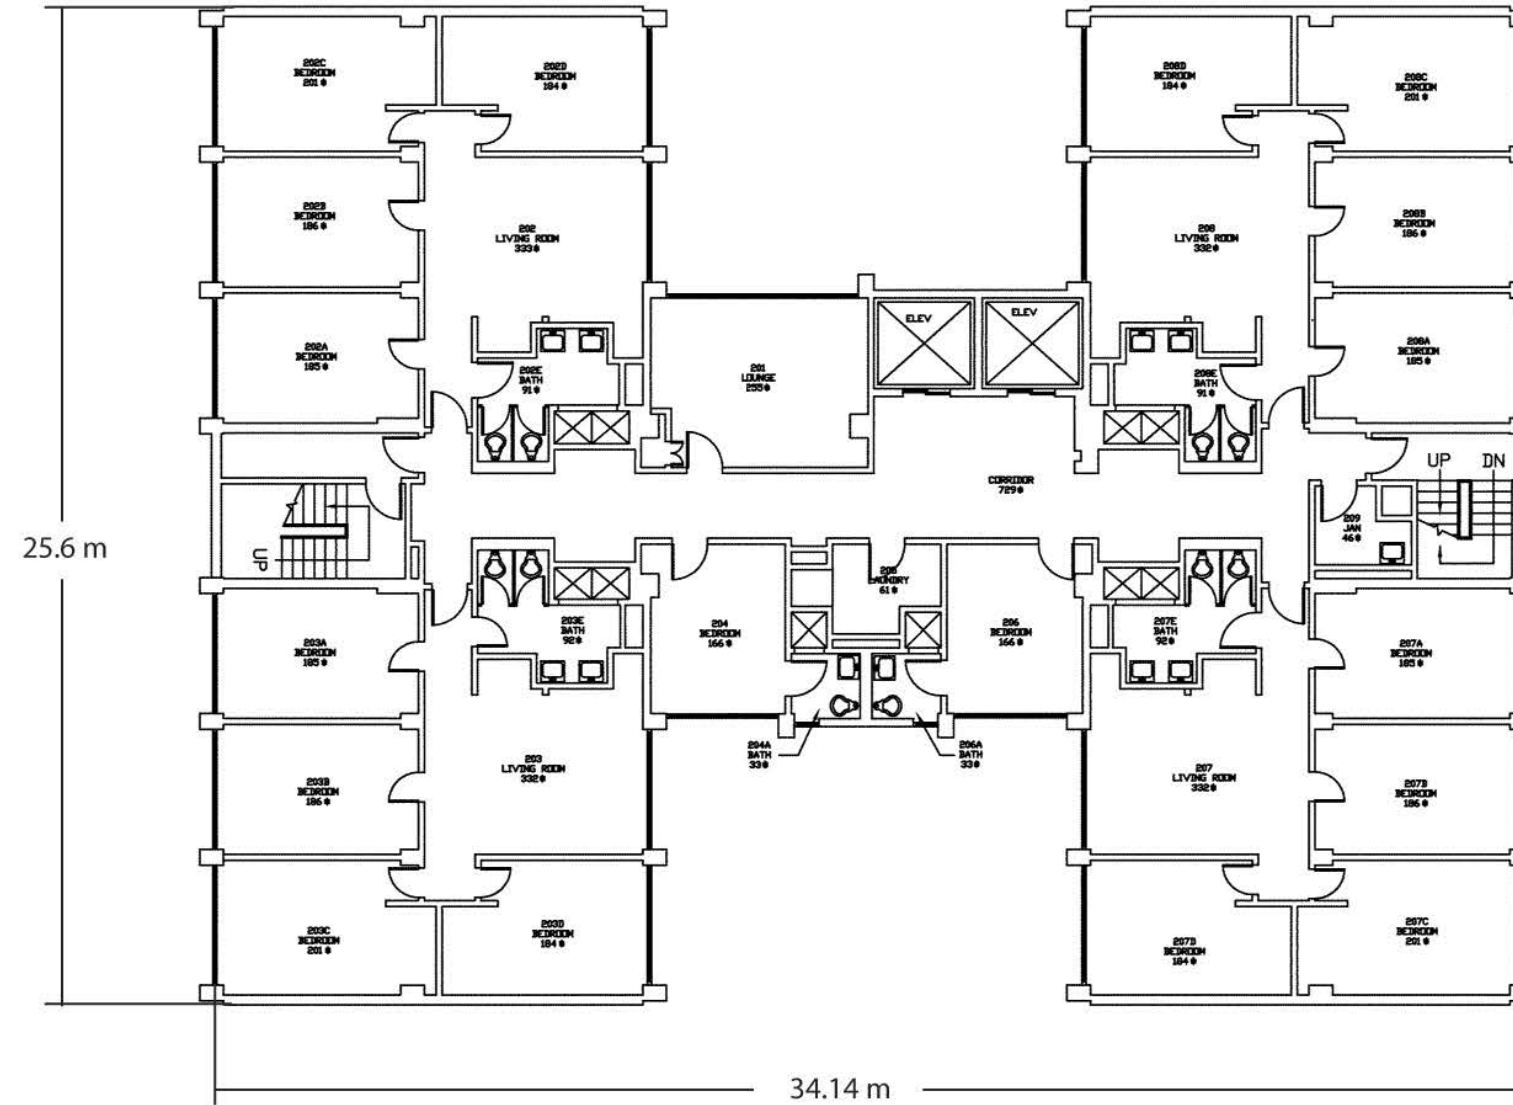 202C
BEDROOM
201 ⌀
202D
BEDROOM
184 ⌀
208D
BEDROOM
184 ⌀
208C
BEDROOM
201 ⌀
202B
BEDROOM
186 ⌀
202
LIVING ROOM
333 ⌀
208
LIVING ROOM
332 ⌀
208B
BEDROOM
186 ⌀
202A
BEDROOM
185 ⌀
202E
BATH
91 ⌀
201
LOUNGE
255 ⌀
ELEV
ELEV
208E
BATH
91 ⌀
208A
BEDROOM
185 ⌀
UP
DN
CORRIDOR
729 ⌀
209
JAN
46 ⌀
25.6 m
UP
203A
BEDROOM
185 ⌀
203E
BATH
92 ⌀
204
BEDROOM
166 ⌀
205
LAUNDRY
61 ⌀
206
BEDROOM
166 ⌀
207E
BATH
92 ⌀
207A
BEDROOM
185 ⌀
204A
BATH
33 ⌀
206A
BATH
33 ⌀
203B
BEDROOM
186 ⌀
203
LIVING ROOM
332 ⌀
207
LIVING ROOM
332 ⌀
207B
BEDROOM
186 ⌀
203C
BEDROOM
201 ⌀
203D
BEDROOM
184 ⌀
207D
BEDROOM
184 ⌀
207C
BEDROOM
201 ⌀
34.14 m